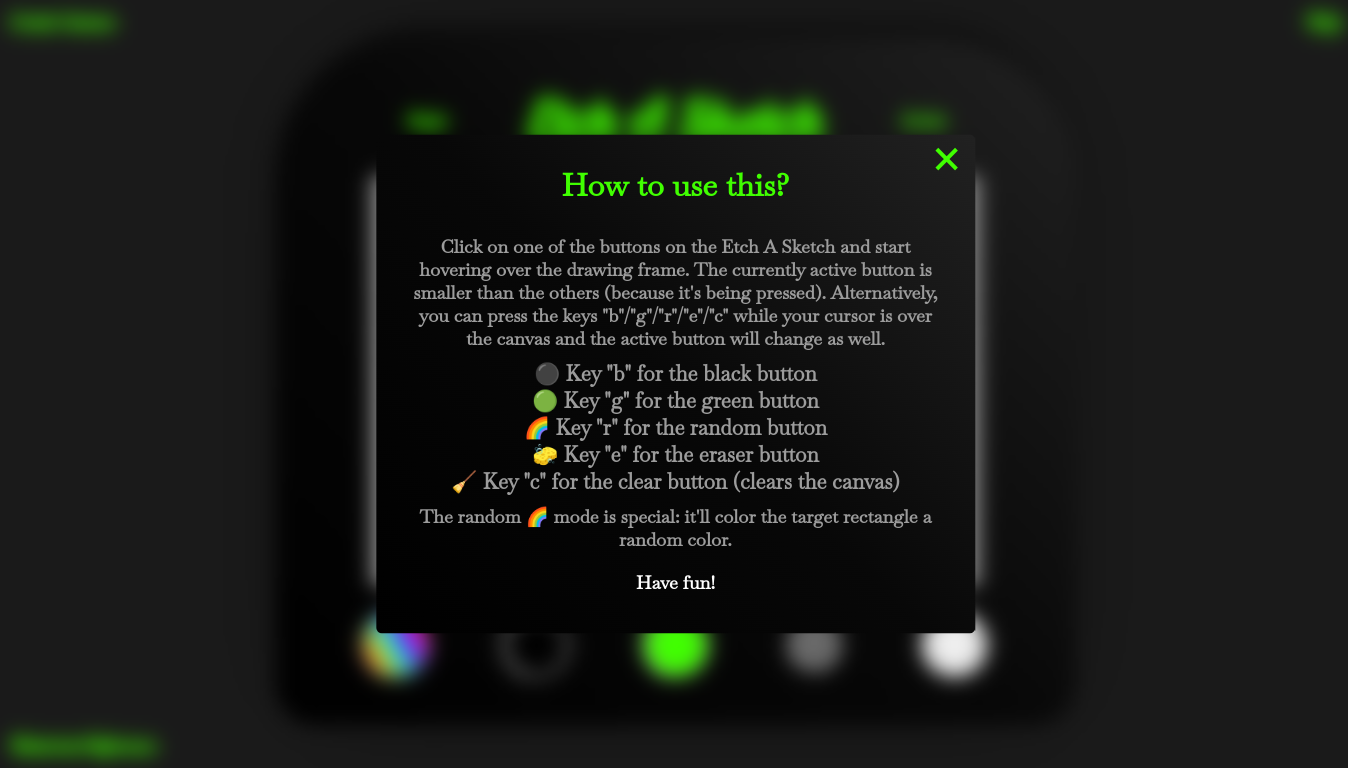 How to use this?
Click on one of the buttons on the Etch A Sketch and start
hovering over the drawing frame. The currently active button is
smaller than the others (because it's being pressed). Alternatively,
you can press the keys "b"/"g"/"r"/"e"/"c" while your cursor is over
the canvas and the active button will change as well.
⚫ Key "b" for the black button
🟢 Key "g" for the green button
🌈 Key "r" for the random button
🧽 Key "e" for the eraser button
🧹 Key "c" for the clear button (clears the canvas)
The random 🌈 mode is special: it'll color the target rectangle a
random color.
Have fun!